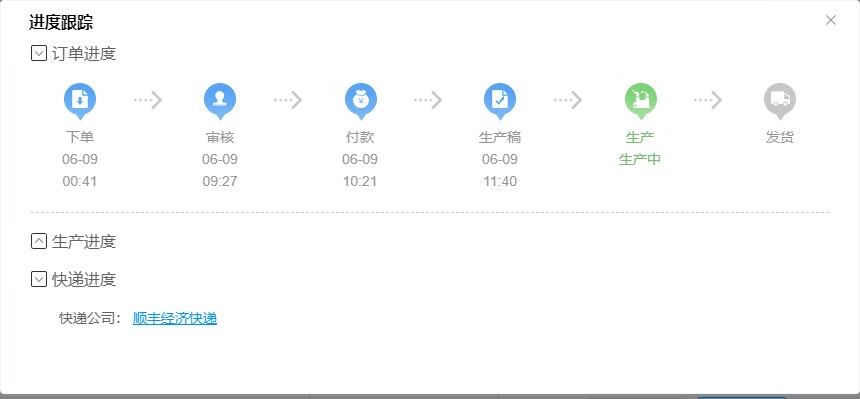 进度跟踪
订单进度
下单 审核 付款 生产稿 生产 发货
06-09 06-09 06-09 06-09 生产中
00:41 09:27 10:21 11:40
生产进度
快递进度
快递公司： 顺丰经济快递